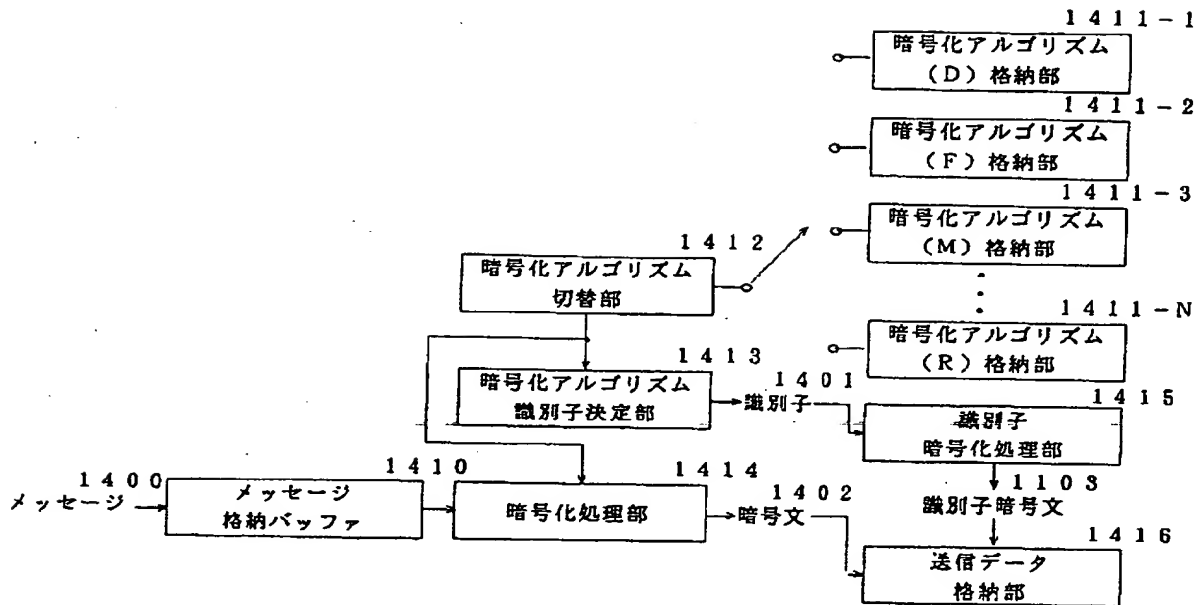 1411-1
暗号化アルゴリズム
(D)格納部
1411-2
暗号化アルゴリズム
(F)格納部
1411-3
暗号化アルゴリズム
(M)格納部
1411-N
暗号化アルゴリズム
(R)格納部
1412
暗号化アルゴリズム
切替部
1413
暗号化アルゴリズム
識別子決定部
1401
識別子
1415
識別子
暗号化処理部
1400
メッセージ
1410
メッセージ
格納バッファ
1414
暗号化処理部
1402
暗号文
1103
識別子暗号文
1416
送信データ
格納部